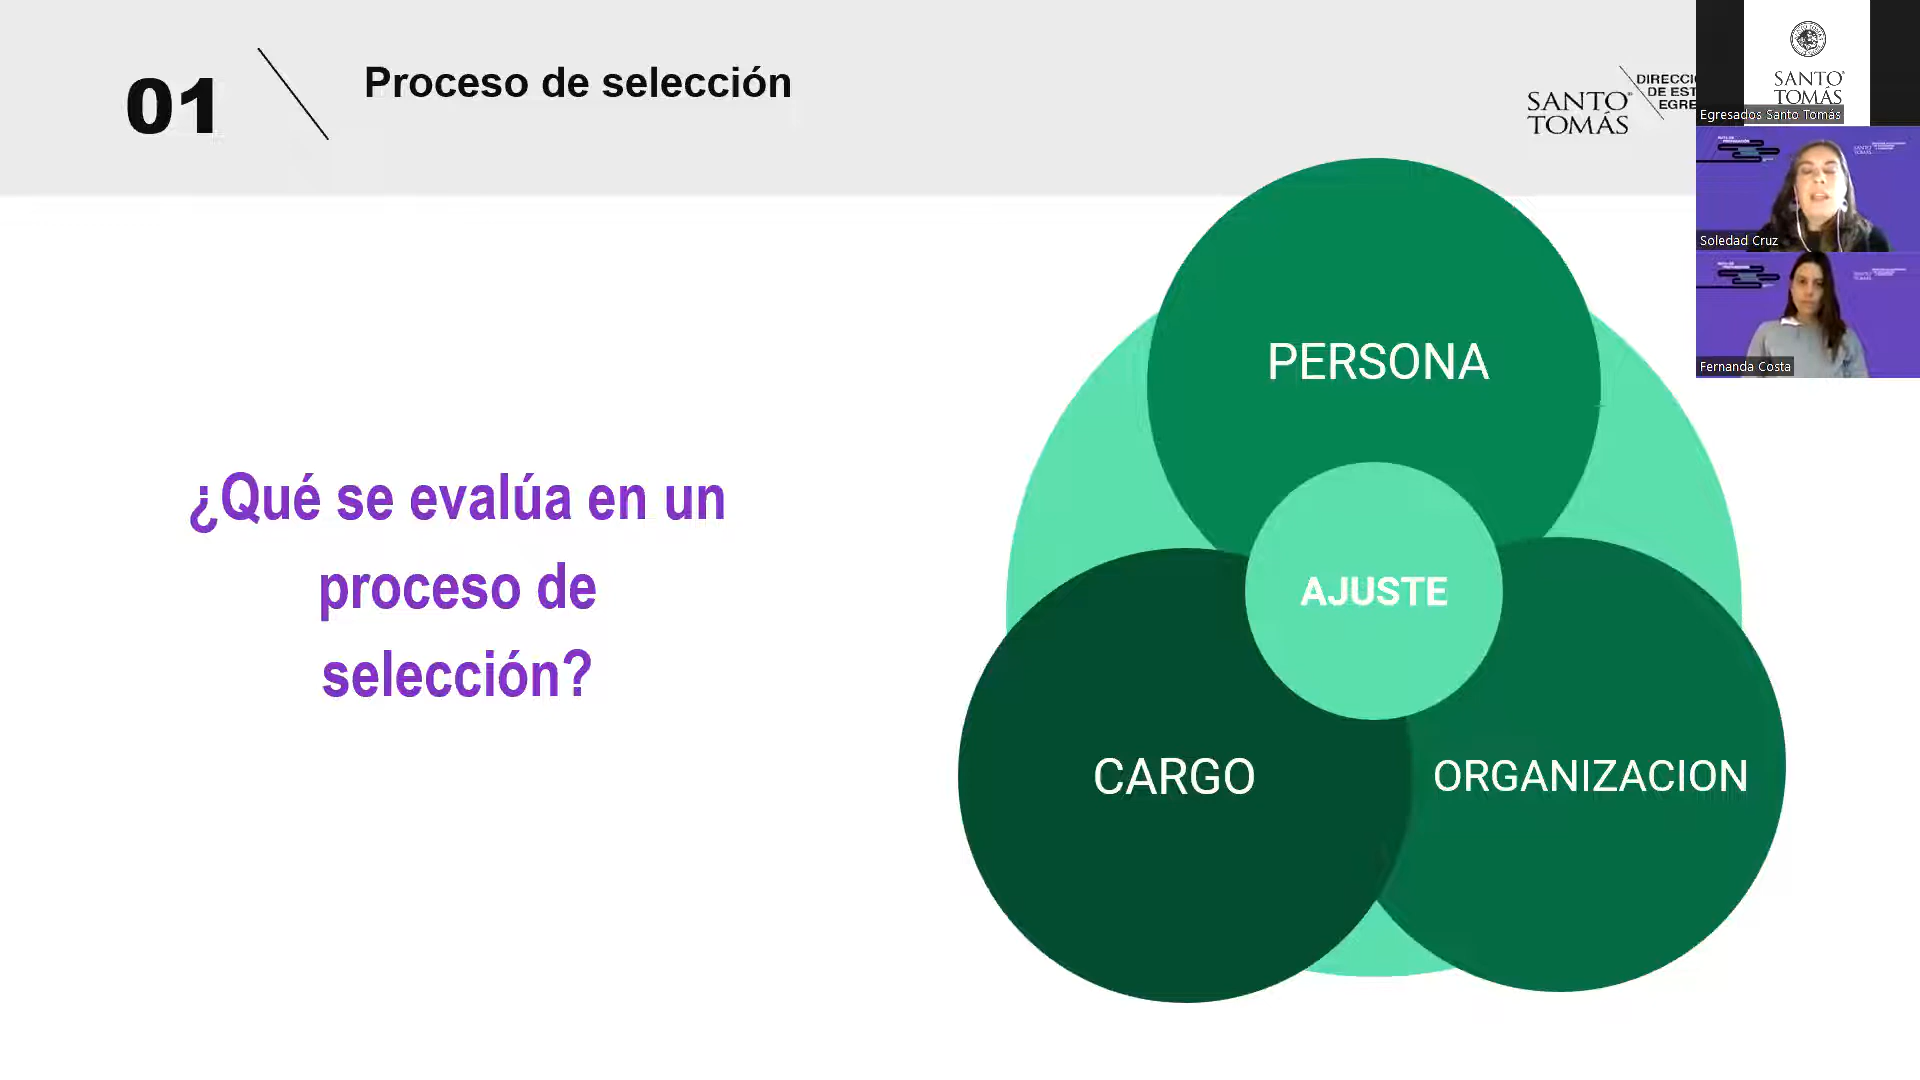 01
Proceso de selección
SANTO
TOMÁS
SANTO
TOMÁS
Egresados Santo Tomás
Soledad Cruz
Fernanda Costa
¿Qué se evalúa en un
proceso de
selección?
PERSONA
AJUSTE
CARGO
ORGANIZACION